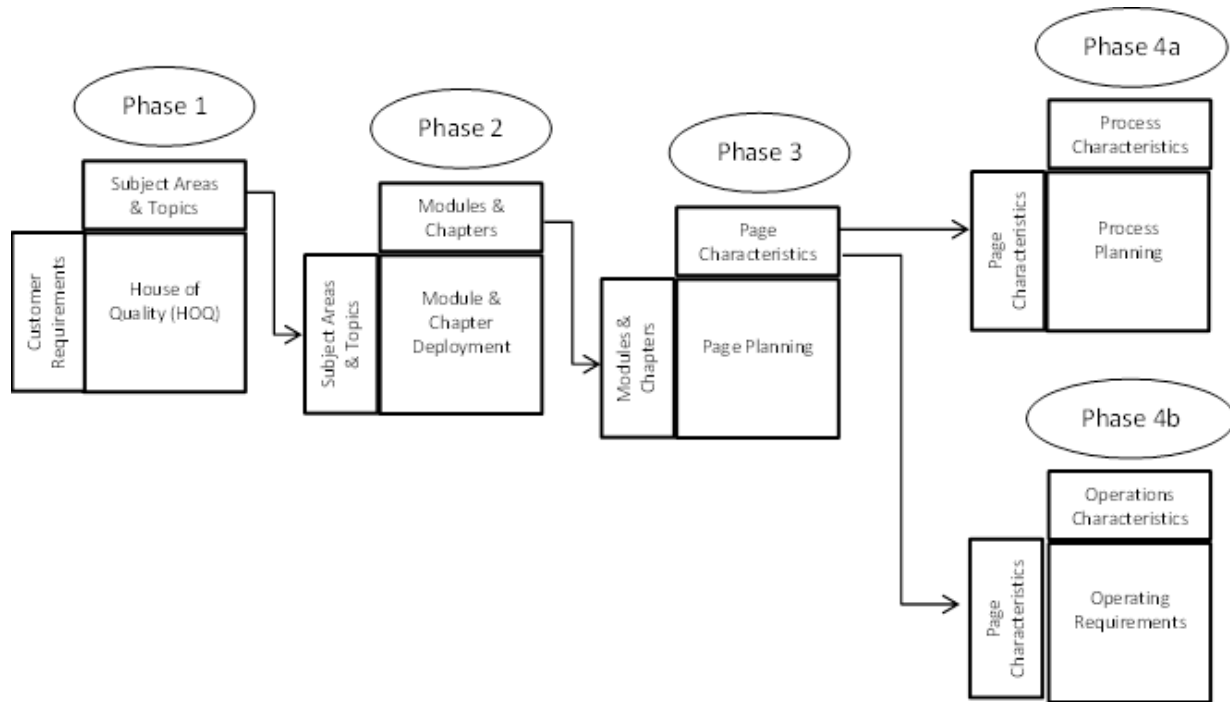 Phase 1
Subject Areas
& Topics
Customer
Requirements
House of
Quality (HOQ)
Phase 2
Modules &
Chapters
Subject Areas
& Topics
Module &
Chapter
Deployment
Phase 3
Page
Characteristics
Modules &
Chapters
Page Planning
Phase 4a
Process
Characteristics
Page
Characteristics
Process
Planning
Phase 4b
Operations
Characteristics
Page
Characteristics
Operating
Requirements